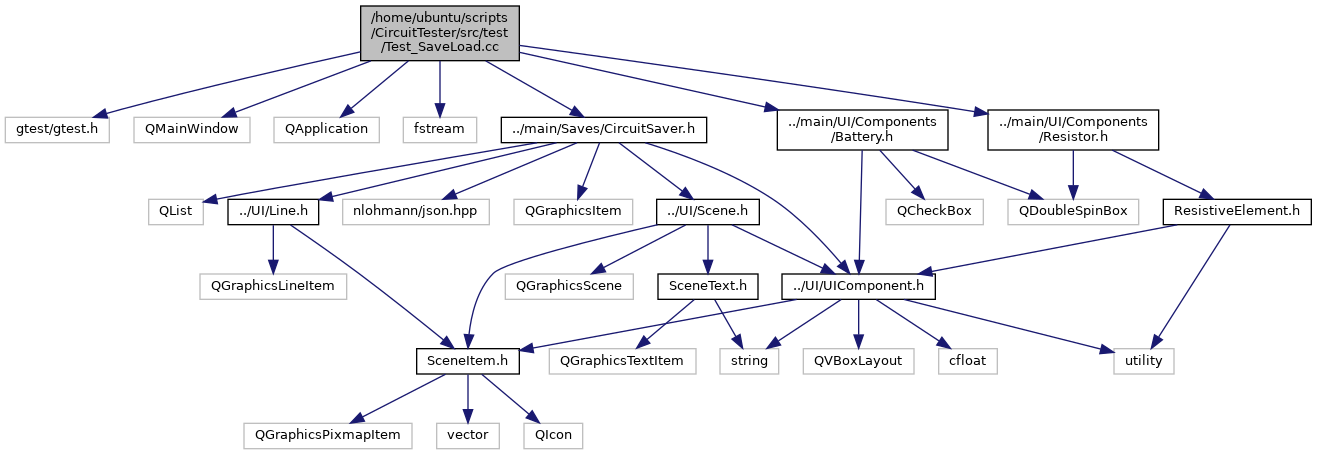 /home/ubuntu/scripts
/CircuitTester/src/test
/Test_SaveLoad.cc
gtest/gtest.h
QMainWindow
QApplication
fstream
../main/Saves/CircuitSaver.h
../main/UI/Components
/Battery.h
../main/UI/Components
/Resistor.h
QList
../UI/Line.h
nlohmann/json.hpp
QGraphicsItem
../UI/Scene.h
QCheckBox
QDoubleSpinBox
ResistiveElement.h
QGraphicsLineItem
QGraphicsScene
SceneText.h
../UI/UIComponent.h
SceneItem.h
QGraphicsTextItem
string
QVBoxLayout
cfloat
utility
QGraphicsPixmapItem
vector
QIcon